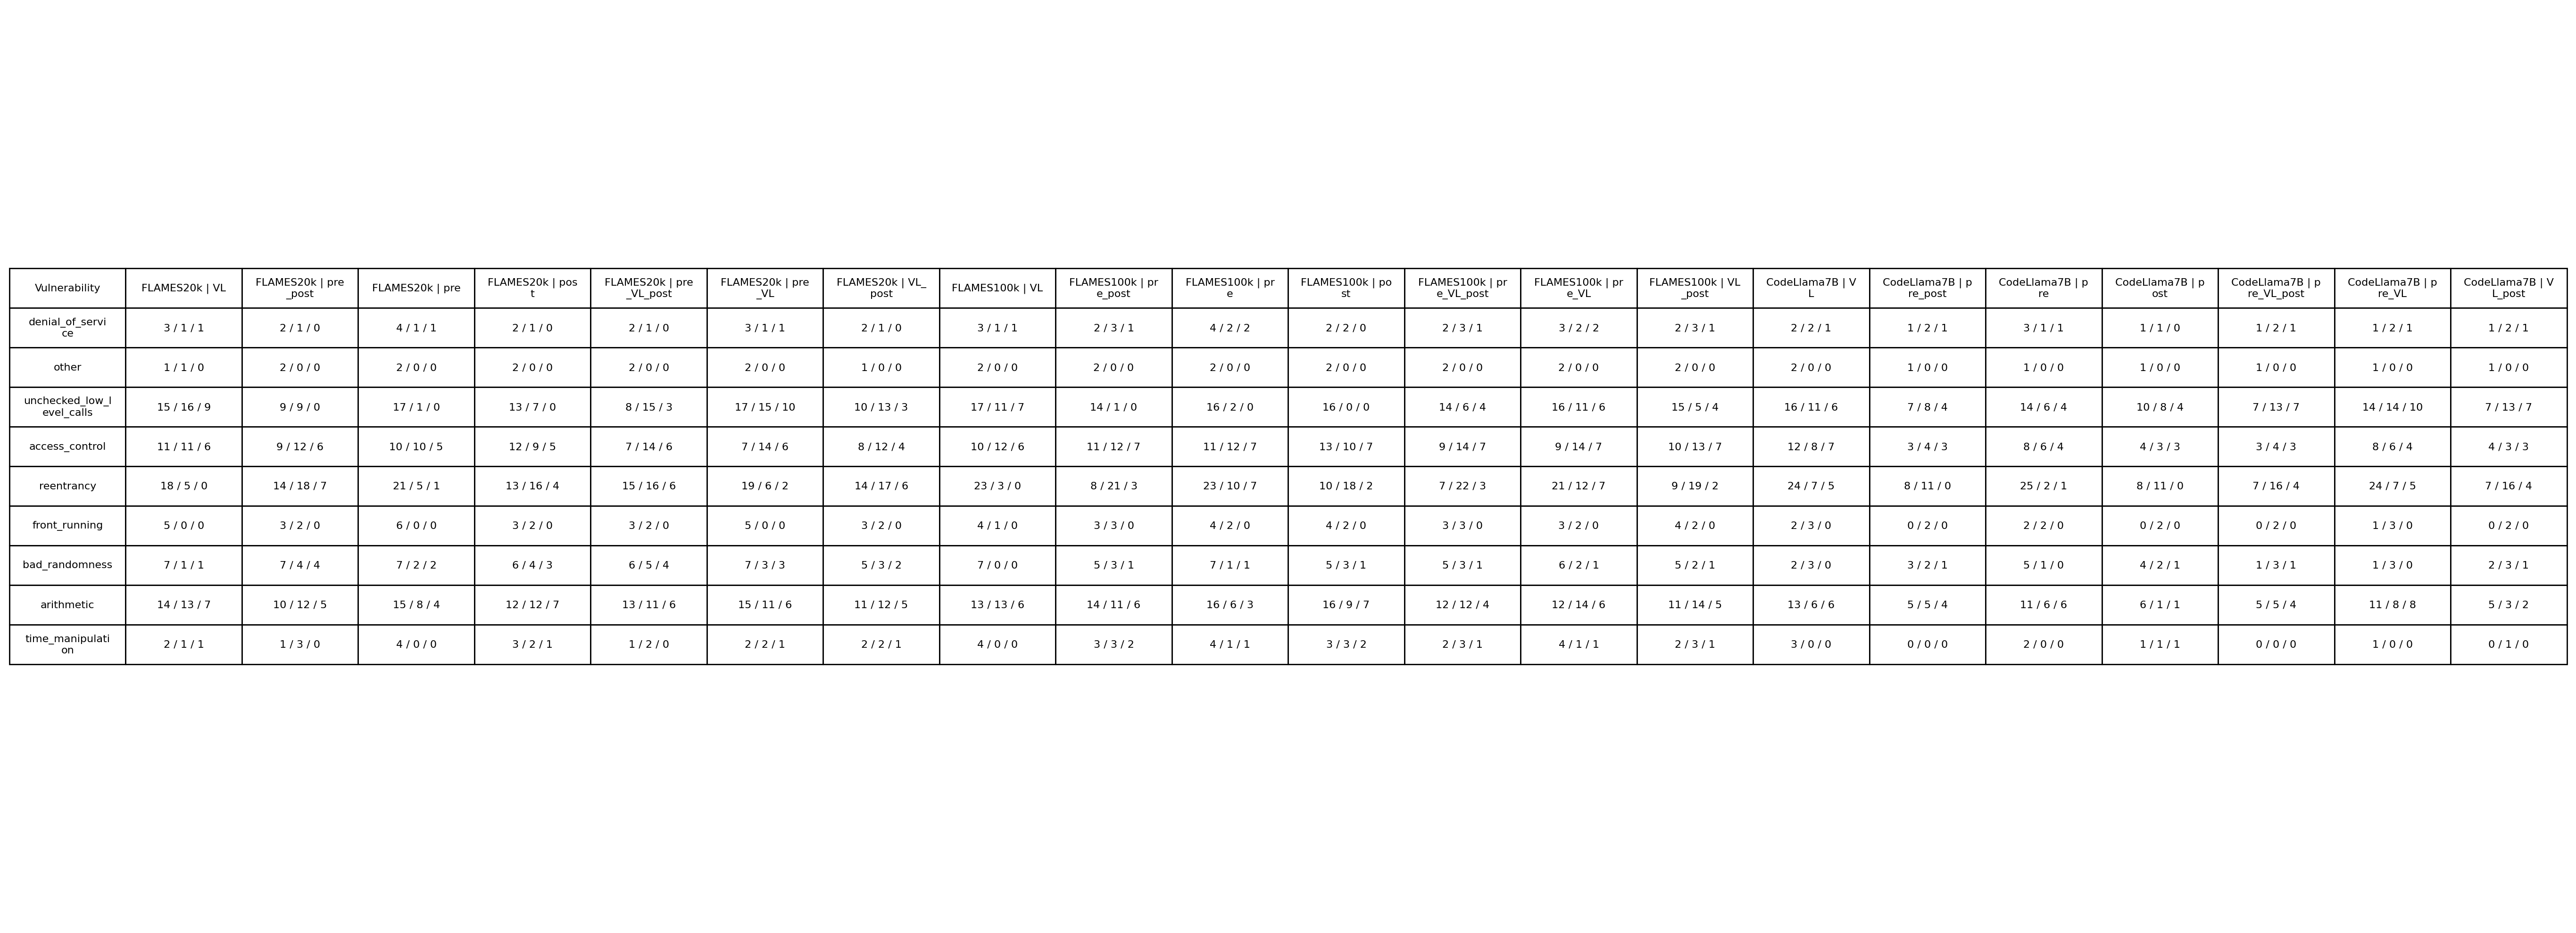 Vulnerability
FLAMES20k | VL
FLAMES20k | pre
_post
FLAMES20k | pre
FLAMES20k | pos
t
FLAMES20k | pre
_VL_post
FLAMES20k | pre
_VL
FLAMES20k | VL_
post
FLAMES100k | VL
FLAMES100k | pr
e_post
FLAMES100k | pr
e
FLAMES100k | po
st
FLAMES100k | pr
e_VL_post
FLAMES100k | pr
e_VL
FLAMES100k | VL
_post
CodeLlama7B | V
L
CodeLlama7B | p
re_post
CodeLlama7B | p
re
CodeLlama7B | p
ost
CodeLlama7B | p
re_VL_post
CodeLlama7B | p
re_VL
CodeLlama7B | V
L_post
denial_of_servi
ce
3 / 1 / 1 2 / 1 / 0 4 / 1 / 1 2 / 1 / 0 2 / 1 / 0 3 / 1 / 1 2 / 1 / 0 3 / 1 / 1 2 / 3 / 1 4 / 2 / 2 2 / 2 / 0 2 / 3 / 1 3 / 2 / 2 2 / 3 / 1 2 / 2 / 1 1 / 2 / 1 3 / 1 / 1 1 / 1 / 0 1 / 2 / 1 1 / 2 / 1 1 / 2 / 1
other 1 / 1 / 0 2 / 0 / 0 2 / 0 / 0 2 / 0 / 0 2 / 0 / 0 2 / 0 / 0 1 / 0 / 0 2 / 0 / 0 2 / 0 / 0 2 / 0 / 0 2 / 0 / 0 2 / 0 / 0 2 / 0 / 0 2 / 0 / 0 2 / 0 / 0 1 / 0 / 0 1 / 0 / 0 1 / 0 / 0 1 / 0 / 0 1 / 0 / 0 1 / 0 / 0
unchecked_low_l
evel_calls
15 / 16 / 9 9 / 9 / 0 17 / 1 / 0 13 / 7 / 0 8 / 15 / 3 17 / 15 / 10 10 / 13 / 3 17 / 11 / 7 14 / 1 / 0 16 / 2 / 0 16 / 0 / 0 14 / 6 / 4 16 / 11 / 6 15 / 5 / 4 16 / 11 / 6 7 / 8 / 4 14 / 6 / 4 10 / 8 / 4 7 / 13 / 7 14 / 14 / 10 7 / 13 / 7
access_control 11 / 11 / 6 9 / 12 / 6 10 / 10 / 5 12 / 9 / 5 7 / 14 / 6 7 / 14 / 6 8 / 12 / 4 10 / 12 / 6 11 / 12 / 7 11 / 12 / 7 13 / 10 / 7 9 / 14 / 7 9 / 14 / 7 10 / 13 / 7 12 / 8 / 7 3 / 4 / 3 8 / 6 / 4 4 / 3 / 3 3 / 4 / 3 8 / 6 / 4 4 / 3 / 3
reentrancy 18 / 5 / 0 14 / 18 / 7 21 / 5 / 1 13 / 16 / 4 15 / 16 / 6 19 / 6 / 2 14 / 17 / 6 23 / 3 / 0 8 / 21 / 3 23 / 10 / 7 10 / 18 / 2 7 / 22 / 3 21 / 12 / 7 9 / 19 / 2 24 / 7 / 5 8 / 11 / 0 25 / 2 / 1 8 / 11 / 0 7 / 16 / 4 24 / 7 / 5 7 / 16 / 4
front_running 5 / 0 / 0 3 / 2 / 0 6 / 0 / 0 3 / 2 / 0 3 / 2 / 0 5 / 0 / 0 3 / 2 / 0 4 / 1 / 0 3 / 3 / 0 4 / 2 / 0 4 / 2 / 0 3 / 3 / 0 3 / 2 / 0 4 / 2 / 0 2 / 3 / 0 0 / 2 / 0 2 / 2 / 0 0 / 2 / 0 0 / 2 / 0 1 / 3 / 0 0 / 2 / 0
bad_randomness 7 / 1 / 1 7 / 4 / 4 7 / 2 / 2 6 / 4 / 3 6 / 5 / 4 7 / 3 / 3 5 / 3 / 2 7 / 0 / 0 5 / 3 / 1 7 / 1 / 1 5 / 3 / 1 5 / 3 / 1 6 / 2 / 1 5 / 2 / 1 2 / 3 / 0 3 / 2 / 1 5 / 1 / 0 4 / 2 / 1 1 / 3 / 1 1 / 3 / 0 2 / 3 / 1
arithmetic 14 / 13 / 7 10 / 12 / 5 15 / 8 / 4 12 / 12 / 7 13 / 11 / 6 15 / 11 / 6 11 / 12 / 5 13 / 13 / 6 14 / 11 / 6 16 / 6 / 3 16 / 9 / 7 12 / 12 / 4 12 / 14 / 6 11 / 14 / 5 13 / 6 / 6 5 / 5 / 4 11 / 6 / 6 6 / 1 / 1 5 / 5 / 4 11 / 8 / 8 5 / 3 / 2
time_manipulati
on
2 / 1 / 1 1 / 3 / 0 4 / 0 / 0 3 / 2 / 1 1 / 2 / 0 2 / 2 / 1 2 / 2 / 1 4 / 0 / 0 3 / 3 / 2 4 / 1 / 1 3 / 3 / 2 2 / 3 / 1 4 / 1 / 1 2 / 3 / 1 3 / 0 / 0 0 / 0 / 0 2 / 0 / 0 1 / 1 / 1 0 / 0 / 0 1 / 0 / 0 0 / 1 / 0